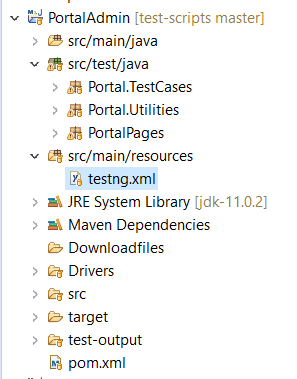 PortalAdmin [test-scripts master]
src/main/java
src/test/java
Portal.TestCases
Portal.Utilities
PortalPages
src/main/resources
testng.xml
JRE System Library [jdk-11.0.2]
Maven Dependencies
Downloadfiles
Drivers
src
target
test-output
pom.xml